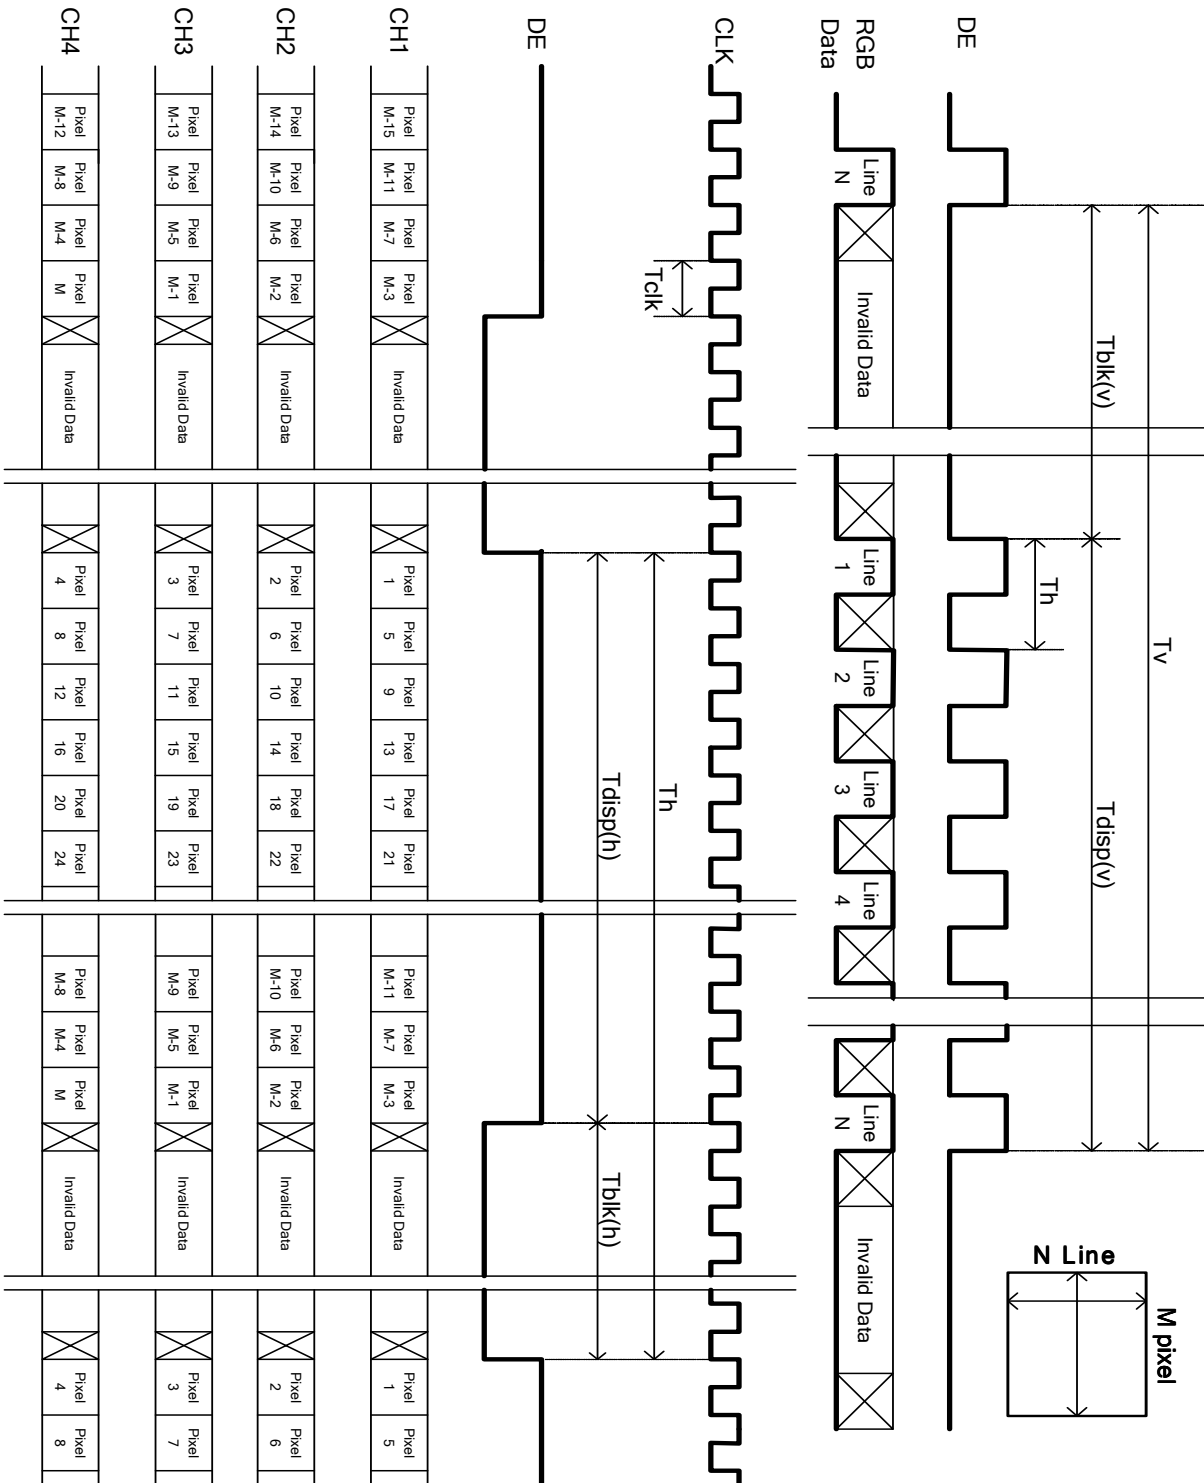 Tv
Tblk(v)
Tdisp(v)
Th
DE
RGB
Data
Line
N
Invalid Data
Line
1
Line
2
Line
3
Line
4
Line
N
Invalid Data
M pixel
N Line
CLK
Tclk
Th
Tdisp(h)
Tblk(h)
DE
CH1
Pixel
M-15
Pixel
M-11
Pixel
M-7
Pixel
M-3
Invalid Data
Pixel
1
Pixel
5
Pixel
9
Pixel
13
Pixel
17
Pixel
21
Pixel
M-11
Pixel
M-7
Pixel
M-3
Invalid Data
Pixel
1
Pixel
5
CH2
Pixel
M-14
Pixel
M-10
Pixel
M-6
Pixel
M-2
Invalid Data
Pixel
2
Pixel
6
Pixel
10
Pixel
14
Pixel
18
Pixel
22
Pixel
M-10
Pixel
M-6
Pixel
M-2
Invalid Data
Pixel
2
Pixel
6
CH3
Pixel
M-13
Pixel
M-9
Pixel
M-5
Pixel
M-1
Invalid Data
Pixel
3
Pixel
7
Pixel
11
Pixel
15
Pixel
19
Pixel
23
Pixel
M-9
Pixel
M-5
Pixel
M-1
Invalid Data
Pixel
3
Pixel
7
CH4
Pixel
M-12
Pixel
M-8
Pixel
M-4
Pixel
M
Invalid Data
Pixel
4
Pixel
8
Pixel
12
Pixel
16
Pixel
20
Pixel
24
Pixel
M-8
Pixel
M-4
Pixel
M
Invalid Data
Pixel
4
Pixel
8